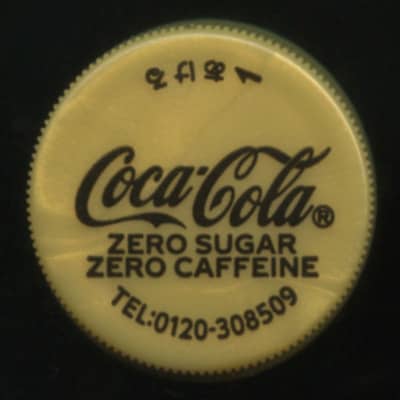 Coca-Cola®
ZERO SUGAR
ZERO CAFFEINE
TEL:0120-308509